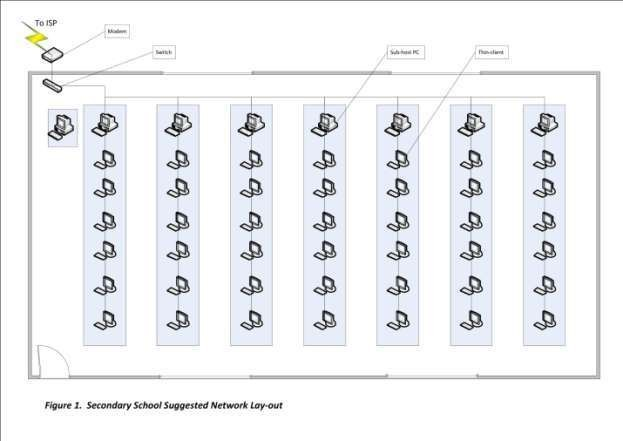 To ISP
Modem
Switch
Sub-host PC
Thin-client
Figure 1. Secondary School Suggested Network Lay-out